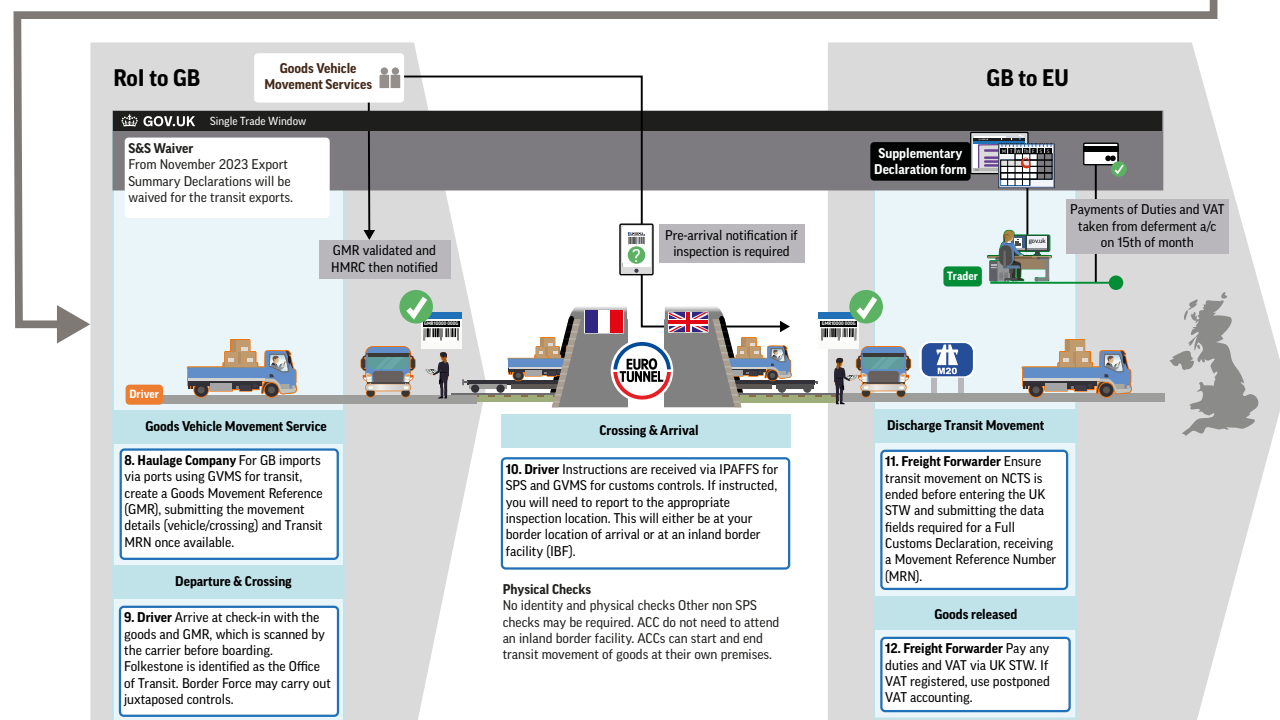 RoI to GB
Goods Vehicle
Movement Services
GB to EU
GOV.UK Single Trade Window
S&S Waiver
From November 2023 Export
Summary Declarations will be
waived for the transit exports.
Supplementary
Declaration form
GMR validated and
HMRC then notified
Pre-arrival notification if
inspection is required
?
Payments of Duties and VAT
taken from deferment a/c
on 15th of month
gov.uk
Trader
EURO
TUNNEL
M20
Driver
Goods Vehicle Movement Service
8. Haulage Company For GB imports
via ports using GVMS for transit,
create a Goods Movement Reference
(GMR), submitting the movement
details (vehicle/crossing) and Transit
MRN once available.
Departure & Crossing
9. Driver Arrive at check-in with the
goods and GMR, which is scanned by
the carrier before boarding.
Folkestone is identified as the Office
of Transit. Border Force may carry out
juxtaposed controls.
Crossing & Arrival
10. Driver Instructions are received via IPAFFS for
SPS and GVMS for customs controls. If instructed,
you will need to report to the appropriate
inspection location. This will either be at your
border location of arrival or at an inland border
facility (IBF).
Physical Checks
No identity and physical checks Other non SPS
checks may be required. ACC do not need to attend
an inland border facility. ACCs can start and end
transit movement of goods at their own premises.
Discharge Transit Movement
11. Freight Forwarder Ensure
transit movement on NCTS is
ended before entering the UK
STW and submitting the data
fields required for a Full
Customs Declaration, receiving
a Movement Reference Number
(MRN).
Goods released
12. Freight Forwarder Pay any
duties and VAT via UK STW. If
VAT registered, use postponed
VAT accounting.